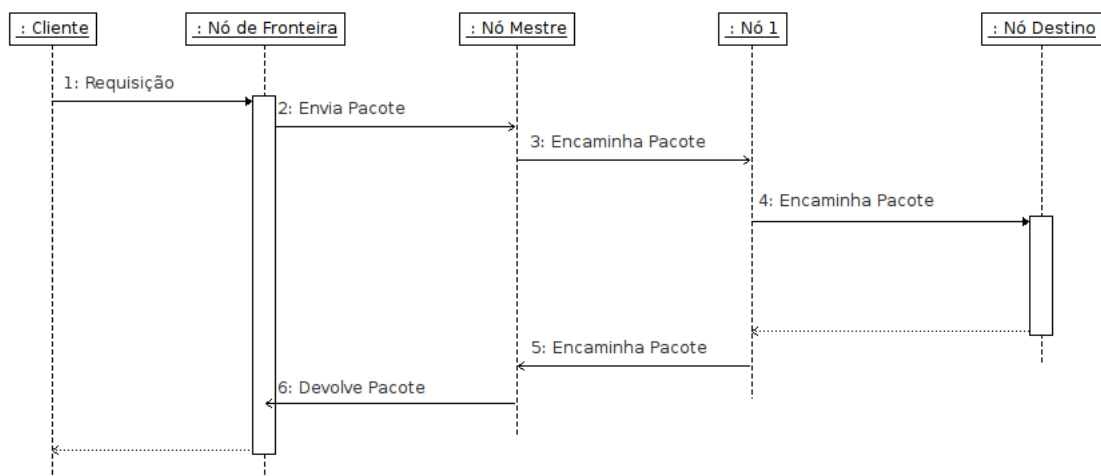 : Cliente
: Nó de Fronteira
: Nó Mestre
: Nó 1
: Nó Destino
1: Requisição
2: Envia Pacote
3: Encaminha Pacote
4: Encaminha Pacote
5: Encaminha Pacote
6: Devolve Pacote